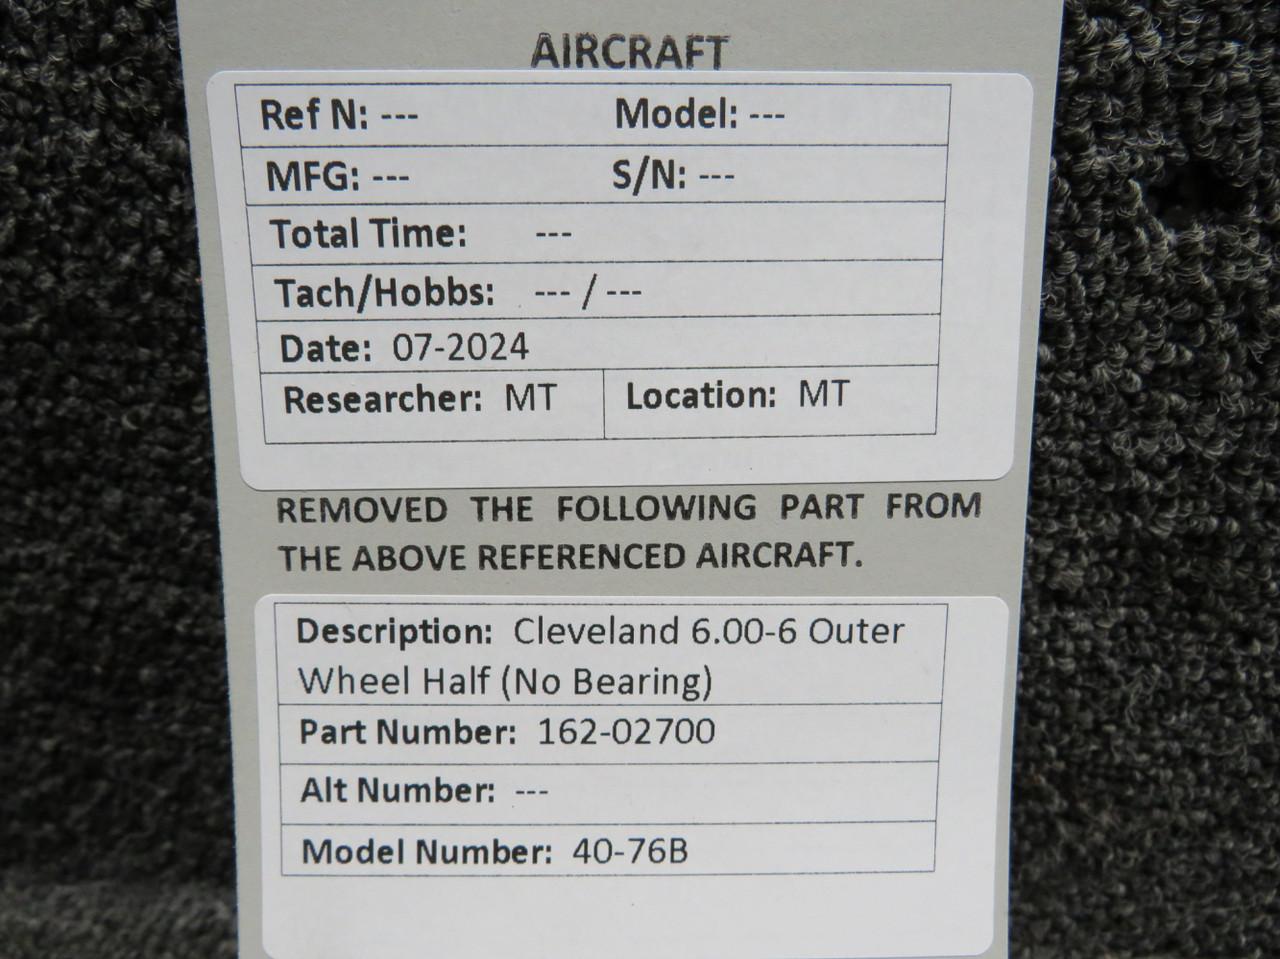 AIRCRAFT
Ref N: --- Model: ---
MFG: --- S/N: ---
Total Time: ---
Tach/Hobbs: --- / ---
Date: 07-2024
Researcher: MT Location: MT
REMOVED THE FOLLOWING PART FROM
THE ABOVE REFERENCED AIRCRAFT.
Description: Cleveland 6.00-6 Outer
Wheel Half (No Bearing)
Part Number: 162-02700
Alt Number: ---
Model Number: 40-76B